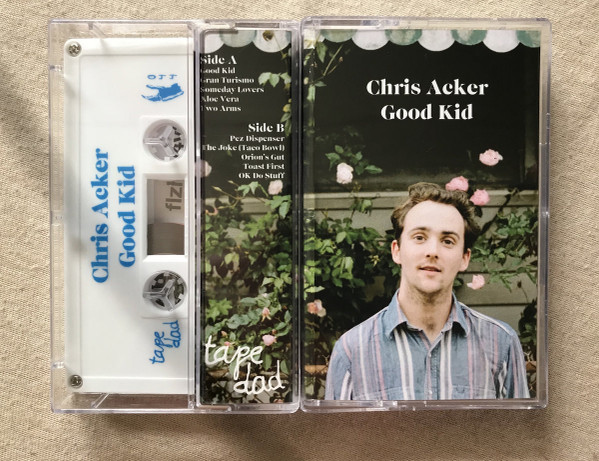 Chris Acker
Good Kid
tape
dad
Side A
Good Kid
Gran Turismo
Someday Lovers
Aloe Vera
Two Arms
Side B
Pez Dispenser
The Joke (Taco Bowl)
Orion's Gut
Toast First
OK Do Stuff
tape
dad
Chris Acker
Good Kid